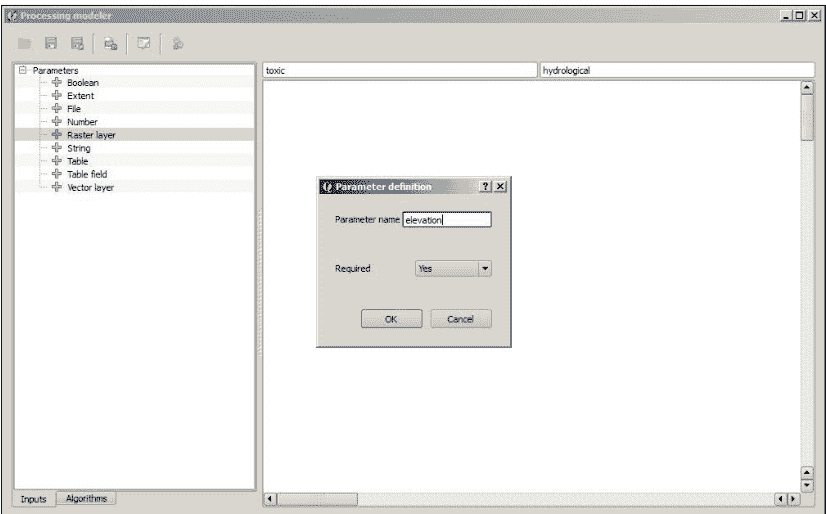 Processing modeler
Parameters
Boolean
Extent
File
Number
Raster layer
String
Table
Table field
Vector layer
Inputs
Algorithms
toxic
hydrological
Parameter definition
Parameter name elevation
Required Yes
OK Cancel